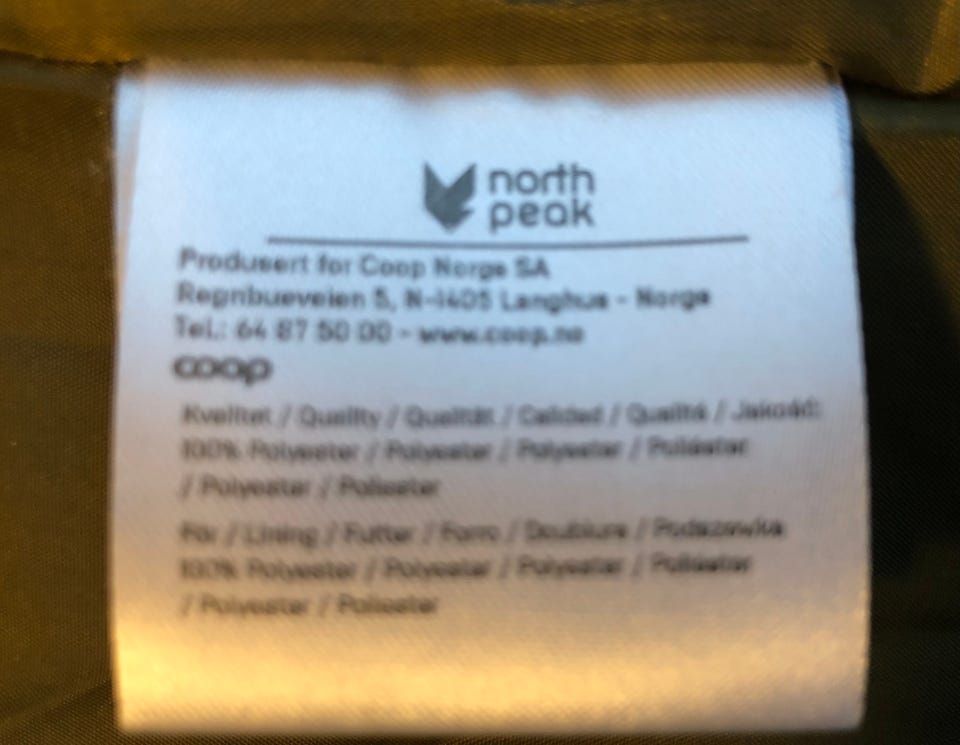 north
peak
Produsert for Coop Norge SA
Regnbueveien 5, N-1405 Langhus - Norge
Tel.: 64 87 50 00 - www.coop.no
coop
Kvalitet / Quality / Qualität / Calidad / Qualité / Jakość:
100% Polyester / Polyester / Polyester / Poliéster
/ Polyester / Poliester
Fôr / Lining / Futter / Forro / Doublure / Podszewka
100% Polyester / Polyester / Polyester / Poliéster
/ Polyester / Poliester